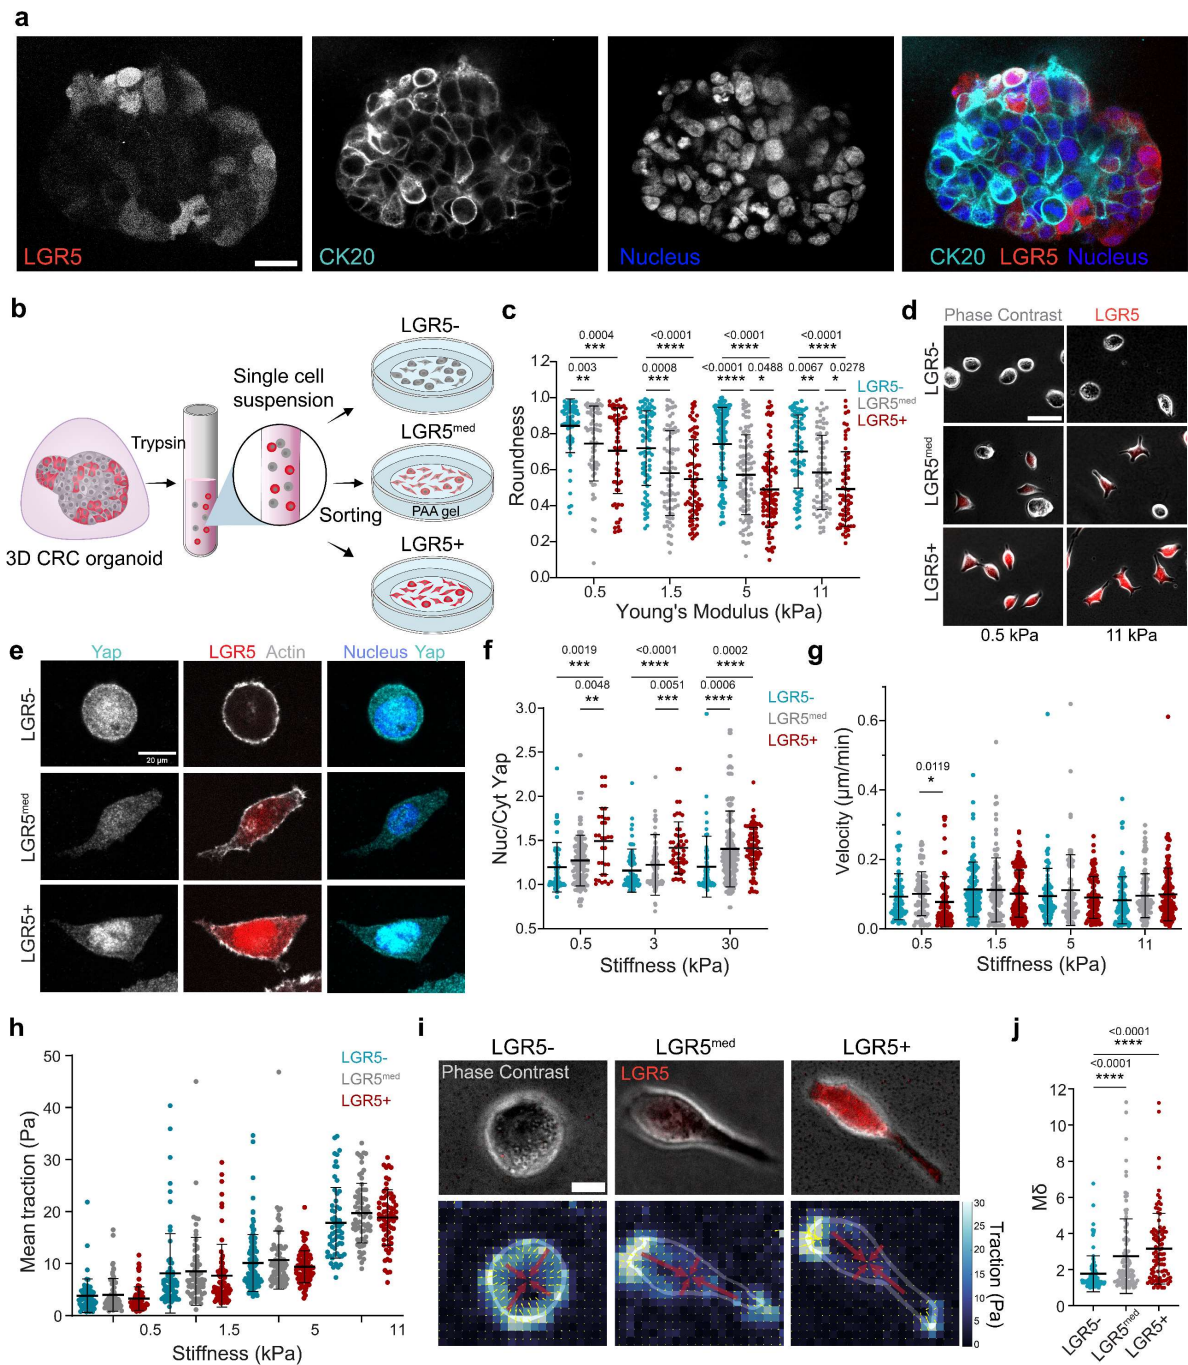 a
LGR5
CK20
Nucleus
CK20 LGR5 Nucleus
b
3D CRC organoid
Trypsin
Single cell
suspension
Sorting
LGR5-
LGR5med
PAA gel
LGR5+
c
0.0004
***
<0.0001
****
<0.0001
****
<0.0001
****
0.003
**
0.0008
***
<0.0001
****
0.0488
*
0.0067
**
0.0278
*
LGR5-
LGR5med
LGR5+
Roundness
1.2
1.0
0.8
0.6
0.4
0.2
0.0
0.5
1.5
5
11
Young's Modulus (kPa)
d
Phase Contrast
LGR5
LGR5-
LGR5med
LGR5+
0.5 kPa
11 kPa
e
Yap
LGR5 Actin
Nucleus Yap
LGR5-
20 µm
LGR5med
LGR5+
f
0.0019
***
<0.0001
****
0.0002
****
0.0048
**
0.0051
***
0.0006
****
LGR5-
LGR5med
LGR5+
Nuc/Cyt Yap
3.0
2.5
2.0
1.5
1.0
0.5
0.5
3
30
Stiffness (kPa)
g
Velocity (µm/min)
0.6
0.4
0.2
0.0
0.0119
*
0.5
1.5
5
11
Stiffness (kPa)
h
Mean traction (Pa)
50
40
30
20
10
0
LGR5-
LGR5med
LGR5+
0.5
1.5
5
11
Stiffness (kPa)
i
LGR5-
LGR5med
LGR5+
Phase Contrast
LGR5
30
25
20
15
10
5
0
Traction (Pa)
j
<0.0001
****
<0.0001
****
Mδ
12
10
8
6
4
2
0
LGR5-
LGR5med
LGR5+